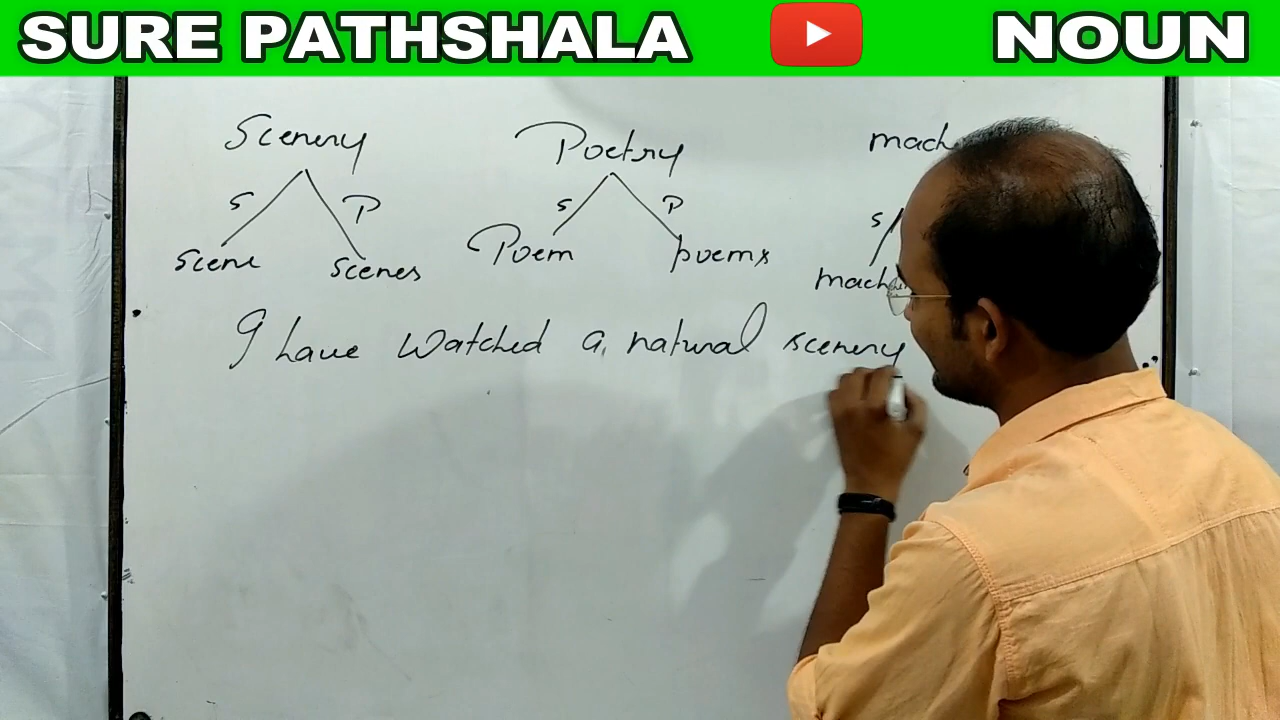 SURE PATHSHALA NOUN
Scenery Poetry mach
S P S P S
Scene Scenes Poem poems mach
I have watched a natural scenery